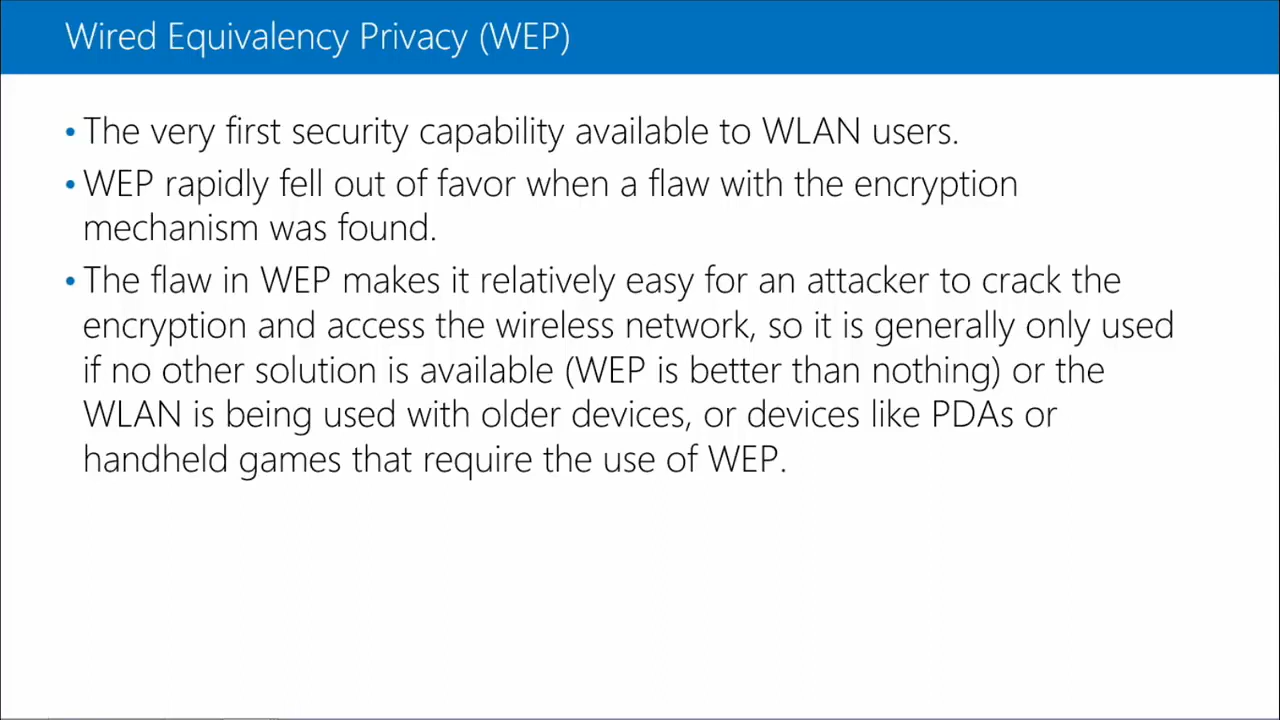 Wired Equivalency Privacy (WEP)
• The very first security capability available to WLAN users.
• WEP rapidly fell out of favor when a flaw with the encryption
mechanism was found.
• The flaw in WEP makes it relatively easy for an attacker to crack the
encryption and access the wireless network, so it is generally only used
if no other solution is available (WEP is better than nothing) or the
WLAN is being used with older devices, or devices like PDAs or
handheld games that require the use of WEP.